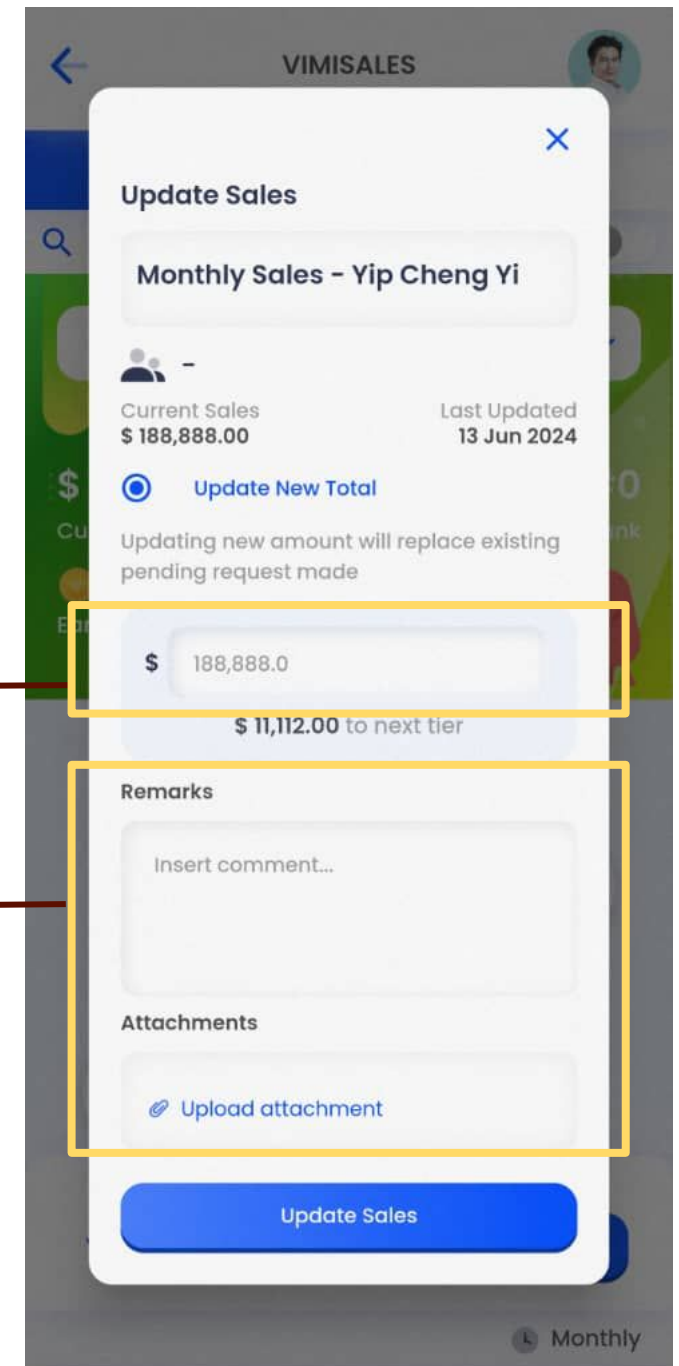 VIMISALES
Update Sales
Monthly Sales - Yip Cheng Yi
-
Current Sales Last Updated
$ 188,888.00 13 Jun 2024
Update New Total
Updating new amount will replace existing
pending request made
$ 188,888.0
$ 11,112.00 to next tier
Remarks
Insert comment...
Attachments
Upload attachment
Update Sales
Monthly